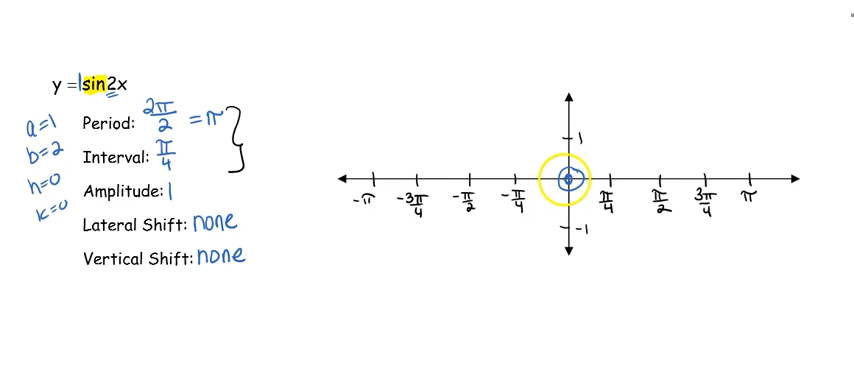 y = 1sin2x
a=1
b=2
h=0
k=0
Period: 2π/2 = π
Interval: π/4
Amplitude: 1
Lateral Shift: none
Vertical Shift: none
1
-π -3π/4 -π/2 -π/4 π/4 π/2 3π/4 π
-1